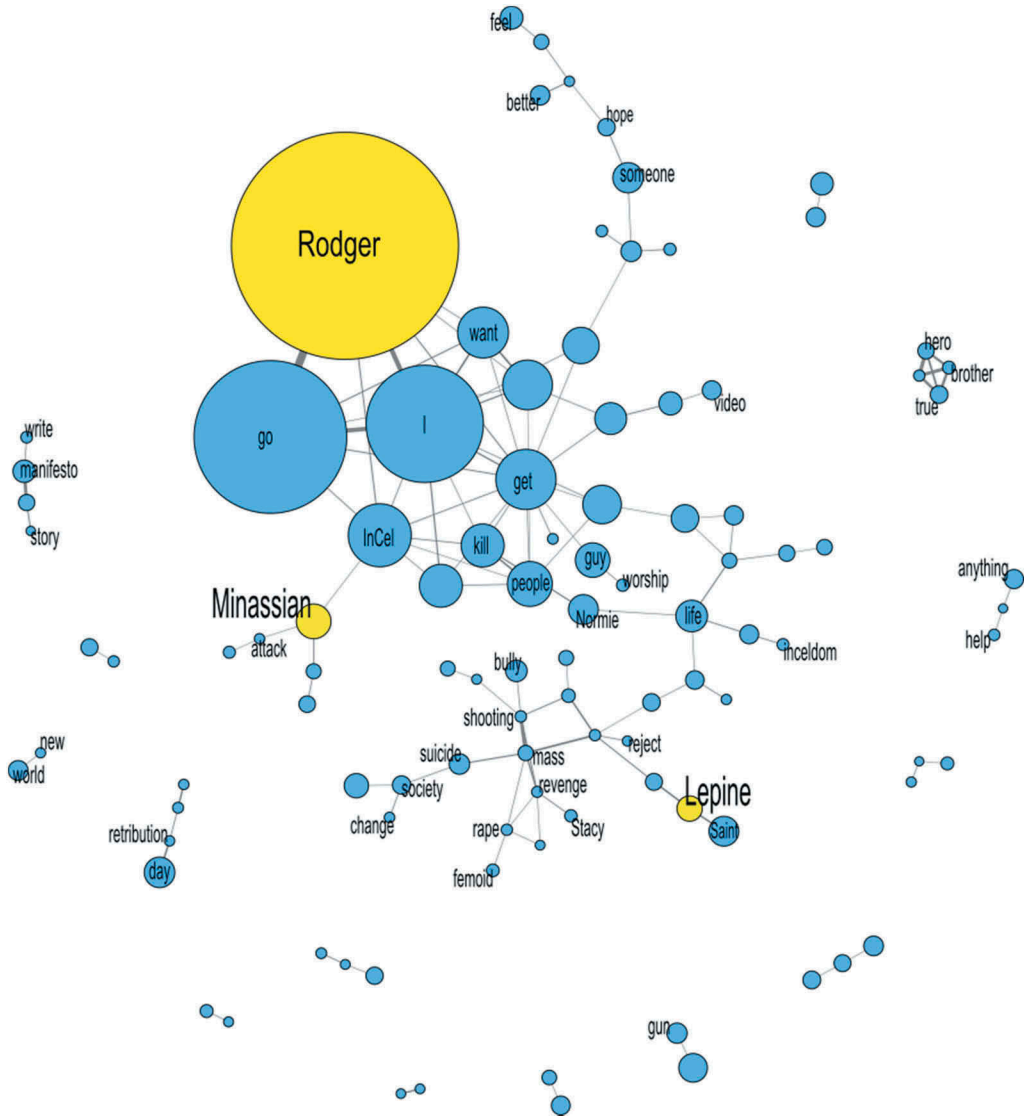 feel
better
hope
someone
Rodger
want
hero
brother
true
video
go
I
write
manifesto
story
get
InCel
kill
guy
people
worship
anything
help
Minassian
attack
Normie
life
inceldom
bully
shooting
new
world
suicide
mass
reject
society
revenge
Lepine
change
rape
Stacy
Saint
retribution
day
femoid
gun